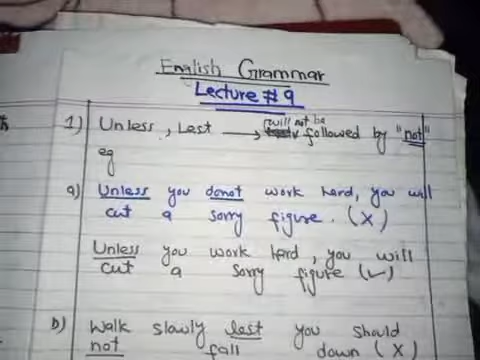 English Grammar
Lecture # 9
will not be
1) Unless, Lest → followed by "not"
eg
a) Unless you donot work hard, you will
cut a sorry figure. (X)
Unless you work hard, you will
cut a sorry figure (✓)
b) Walk slowly lest you should
not fall down (X)